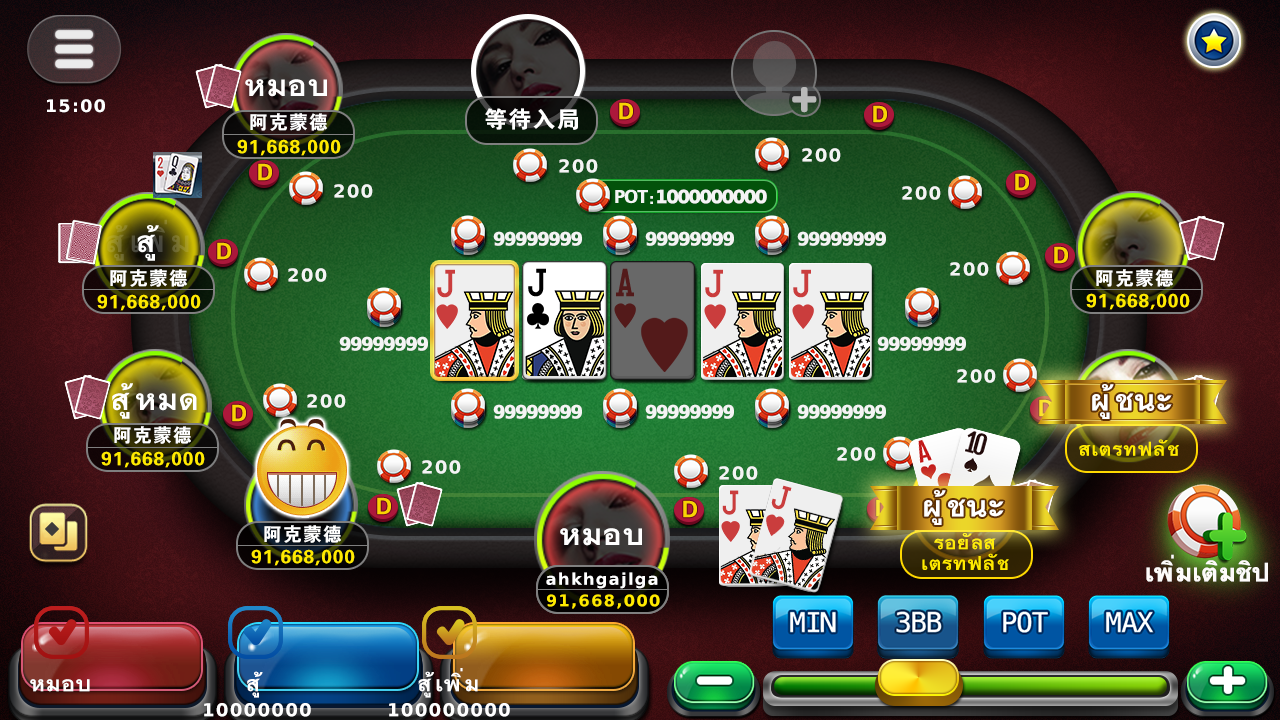 15:00
หมอบ
阿克蒙德
91,668,000
等待入局
D
D
D
200
200
200
POT:1000000000
200
D
2
Q
สู้
阿克蒙德
91,668,000
D
200
99999999
99999999
99999999
200
D
阿克蒙德
91,668,000
J
J
A
J
J
99999999
99999999
สู้หมด
阿克蒙德
91,668,000
D
200
99999999
99999999
99999999
200
D
ผู้ชนะ
สเตรทฟลัช
阿克蒙德
91,668,000
200
D
หมอบ
ahkhgajlga
91,668,000
200
D
J
J
200
A
10
ผู้ชนะ
รอยัลส
เตรทฟลัช
เพิ่มเติมชิป
MIN
3BB
POT
MAX
หมอบ
สู้
10000000
สู้เพิ่ม
100000000